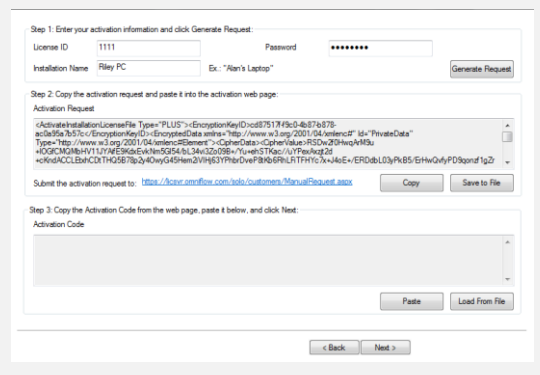 Step 1: Enter your activation information and click Generate Request:
License ID 1111 Password ••••••••
Installation Name Riley PC Ex.: "Alan's Laptop" Generate Request
Step 2: Copy the activation request and paste it into the activation web page:
Activation Request
<ActivateInstallationLicenseFile Type="PLUS"><EncryptionKeyID>cd87517f-f9c0-4b87-b878-
ac0a95a7b57c</EncryptionKeyID><EncryptedData xmlns="http://www.w3.org/2001/04/xmlenc#" Id="PrivateData"
Type="http://www.w3.org/2001/04/xmlenc#Element"><CipherData><CipherValue>RSDw2f0HwqArM9u
Submit the activation request to: https://licsvr.omniflow.com/solo/customers/ManualRequest.aspx Copy Save to File
Step 3: Copy the Activation Code from the web page, paste it below, and click Next:
Activation Code
Paste Load From File
< Back Next >